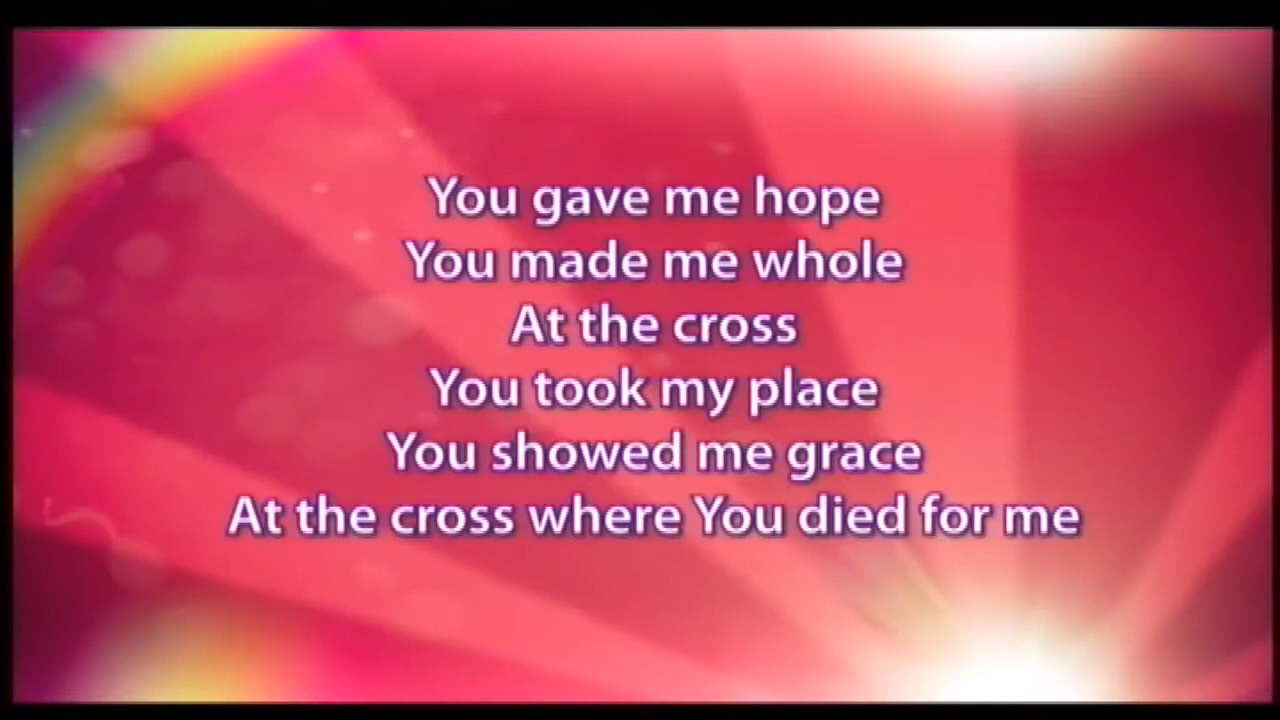 You gave me hope
You made me whole
At the cross
You took my place
You showed me grace
At the cross where You died for me